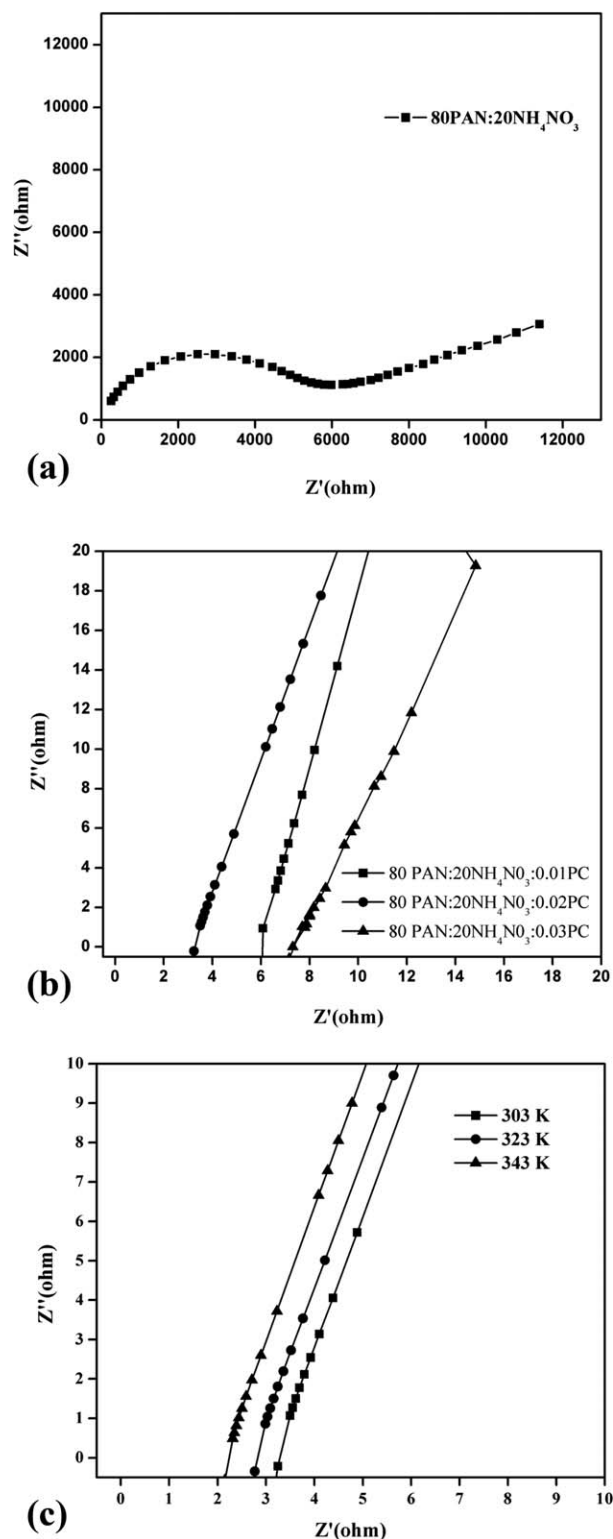 12000
10000
8000
6000
4000
2000
0
Z''(ohm)
80PAN:20NH₄NO₃
0 2000 4000 6000 8000 10000 12000
Z'(ohm)
(a)
20
18
16
14
12
10
8
6
4
2
0
Z''(ohm)
80 PAN:20NH₄N0₃:0.01PC
80 PAN:20NH₄N0₃:0.02PC
80 PAN:20NH₄N0₃:0.03PC
0 2 4 6 8 10 12 14 16 18 20
Z'(ohm)
(b)
10
9
8
7
6
5
4
3
2
1
0
Z''(ohm)
303 K
323 K
343 K
0 1 2 3 4 5 6 7 8 9 10
Z'(ohm)
(c)